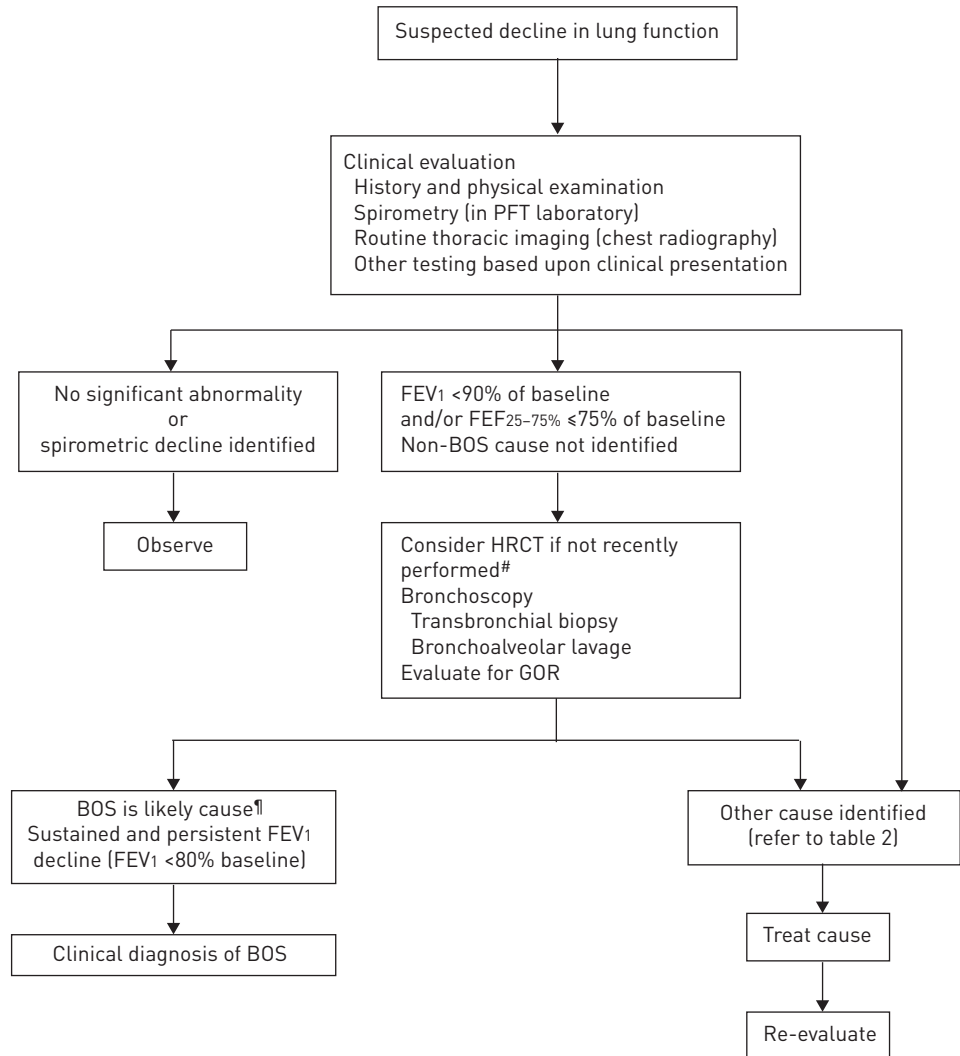 Suspected decline in lung function
Clinical evaluation
History and physical examination
Spirometry (in PFT laboratory)
Routine thoracic imaging (chest radiography)
Other testing based upon clinical presentation
No significant abnormality
or
spirometric decline identified
FEV1 <90% of baseline
and/or FEF25–75% ⩽75% of baseline
Non-BOS cause not identified
Observe
Consider HRCT if not recently
performed#
Bronchoscopy
Transbronchial biopsy
Bronchoalveolar lavage
Evaluate for GOR
BOS is likely cause¶
Sustained and persistent FEV1
decline (FEV1 <80% baseline)
Other cause identified
(refer to table 2)
Clinical diagnosis of BOS
Treat cause
Re-evaluate